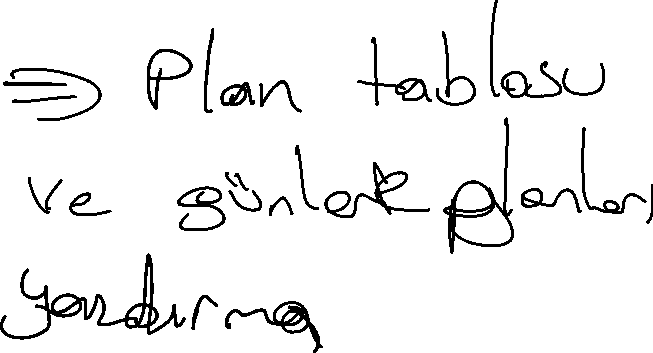 ⇒ Plan tablosu
ve günlük planları
yazdırma